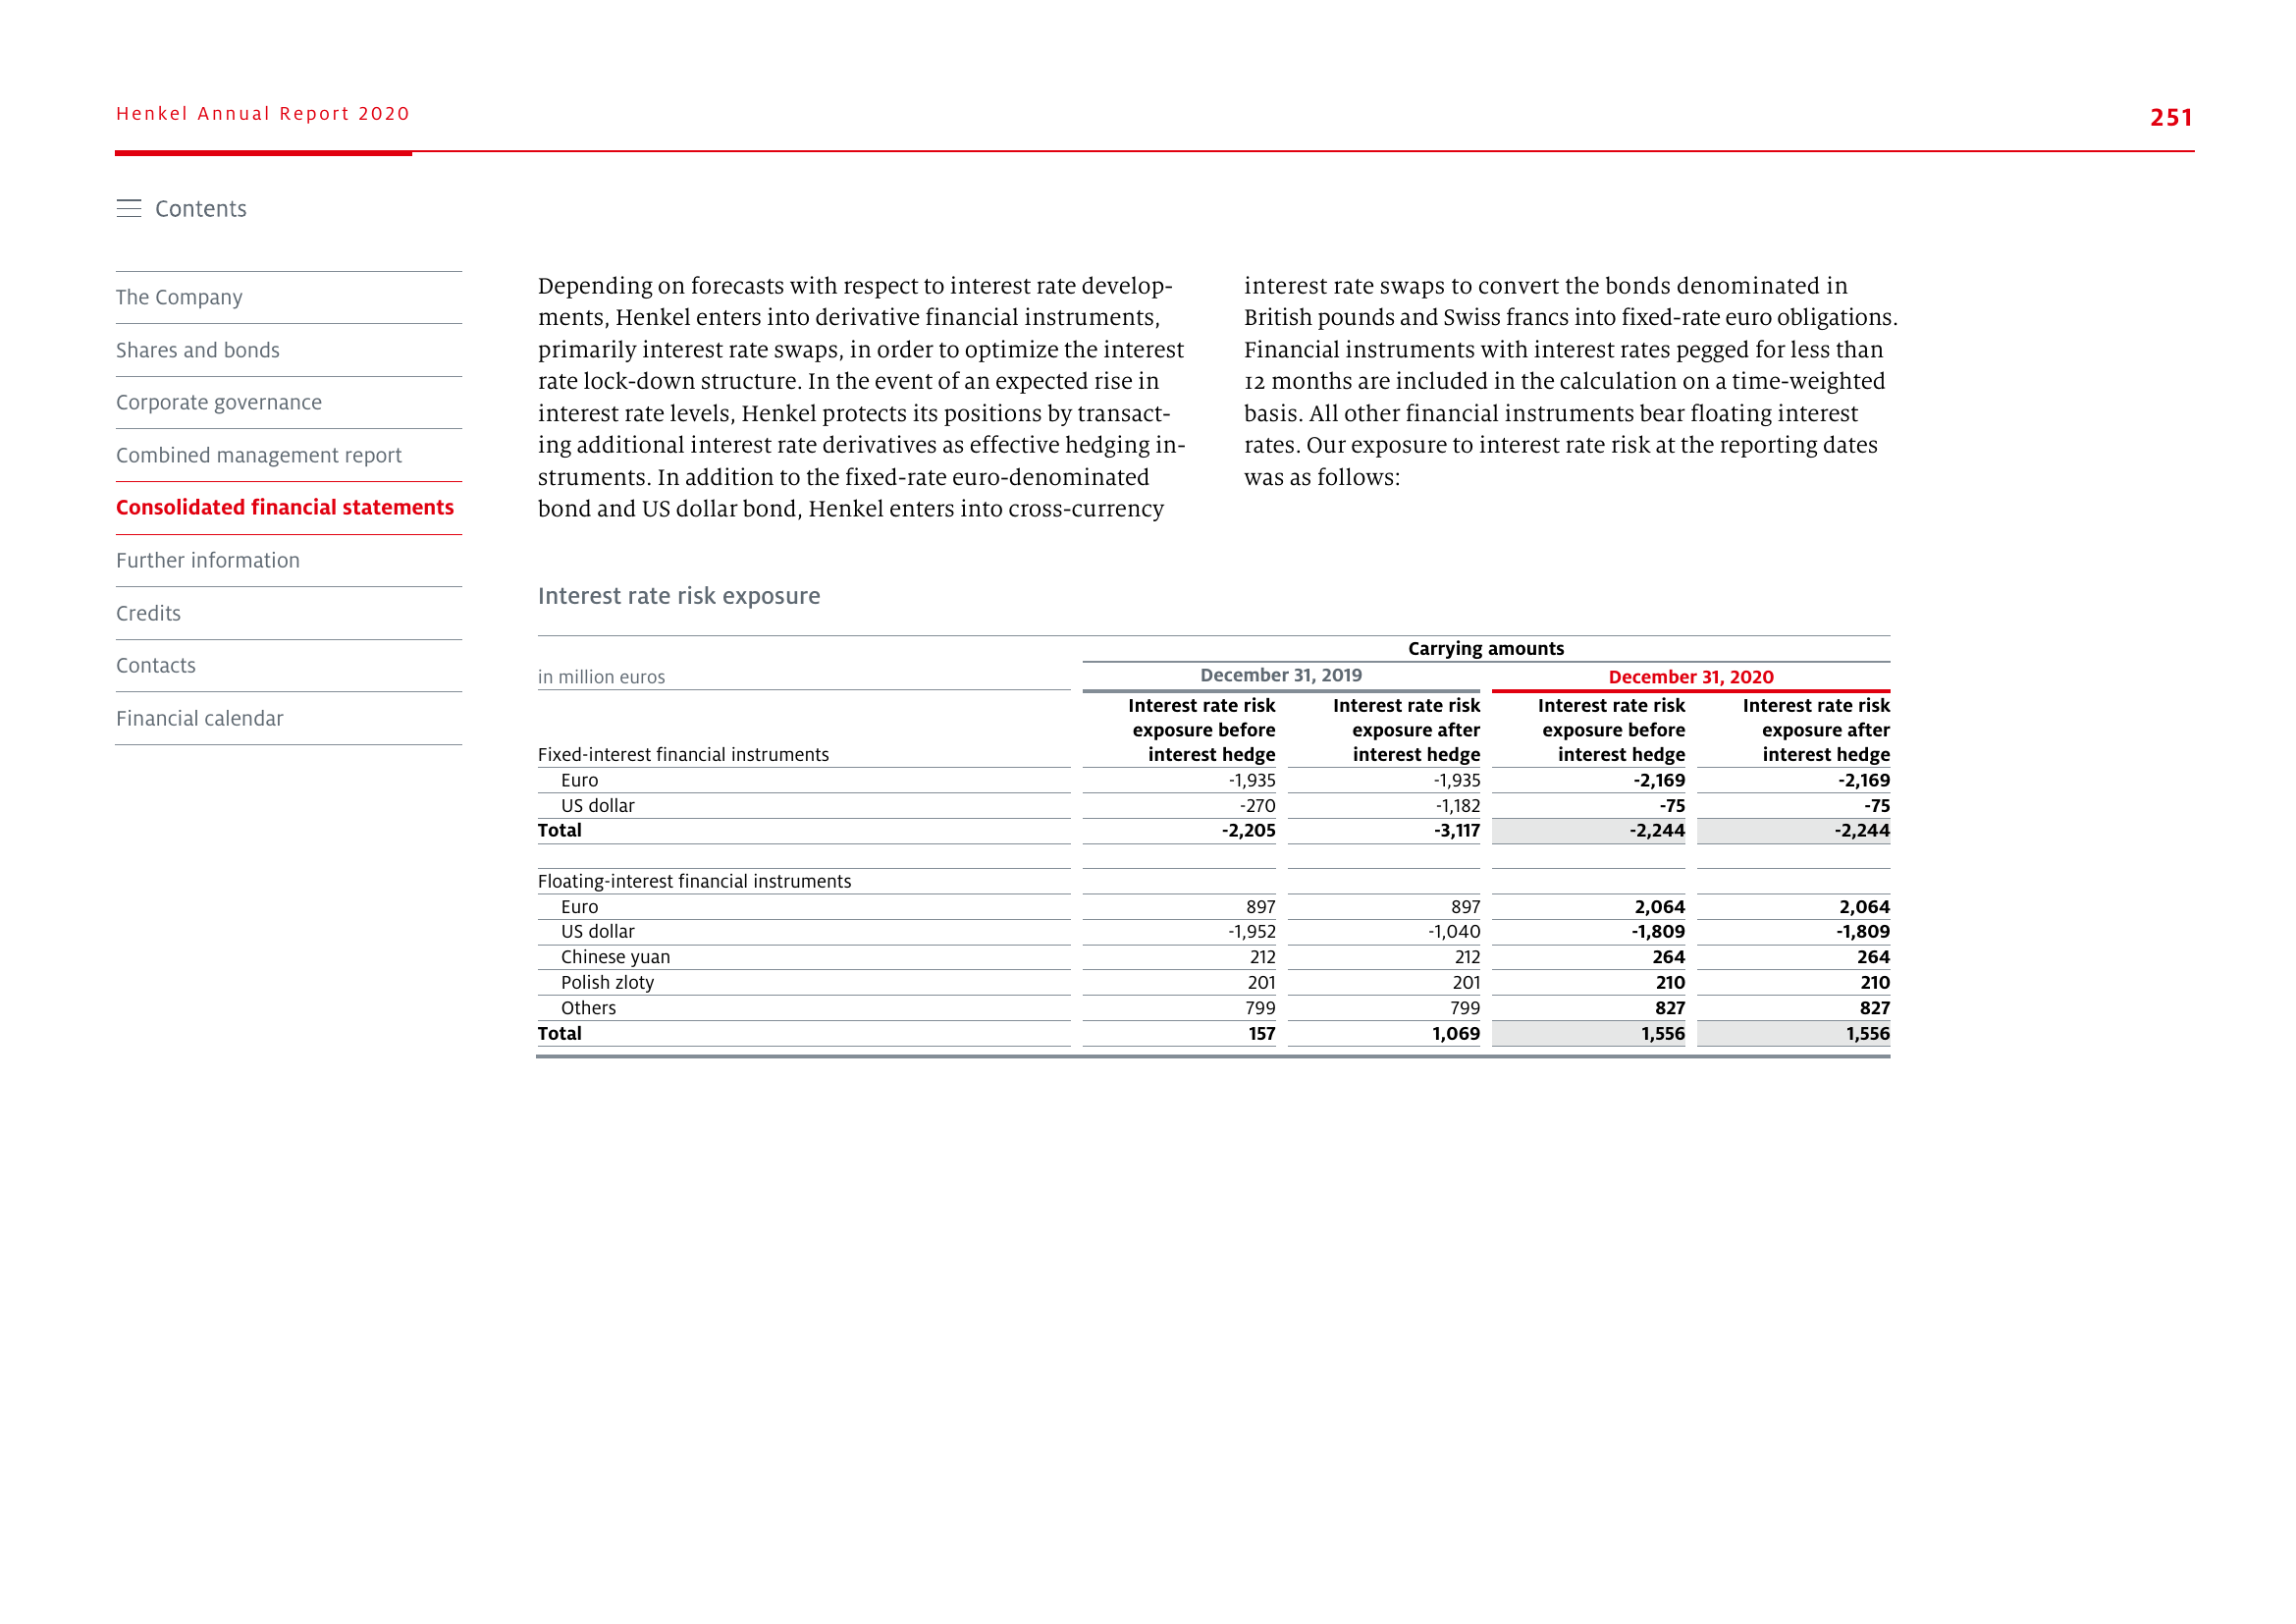 Henkel Annual Report 2020
251
Contents
The Company
Shares and bonds
Corporate governance
Combined management report
Consolidated financial statements
Further information
Credits
Contacts
Financial calendar
Depending on forecasts with respect to interest rate develop-
ments, Henkel enters into derivative financial instruments,
primarily interest rate swaps, in order to optimize the interest
rate lock-down structure. In the event of an expected rise in
interest rate levels, Henkel protects its positions by transact-
ing additional interest rate derivatives as effective hedging in-
struments. In addition to the fixed-rate euro-denominated
bond and US dollar bond, Henkel enters into cross-currency
interest rate swaps to convert the bonds denominated in
British pounds and Swiss francs into fixed-rate euro obligations.
Financial instruments with interest rates pegged for less than
12 months are included in the calculation on a time-weighted
basis. All other financial instruments bear floating interest
rates. Our exposure to interest rate risk at the reporting dates
was as follows:
Interest rate risk exposure
Carrying amounts
in million euros December 31, 2019 December 31, 2020
Interest rate risk Interest rate risk Interest rate risk Interest rate risk
exposure before exposure after exposure before exposure after
Fixed-interest financial instruments interest hedge interest hedge interest hedge interest hedge
Euro -1,935 -1,935 -2,169 -2,169
US dollar -270 -1,182 -75 -75
Total -2,205 -3,117 -2,244 -2,244
Floating-interest financial instruments
Euro 897 897 2,064 2,064
US dollar -1,952 -1,040 -1,809 -1,809
Chinese yuan 212 212 264 264
Polish zloty 201 201 210 210
Others 799 799 827 827
Total 157 1,069 1,556 1,556